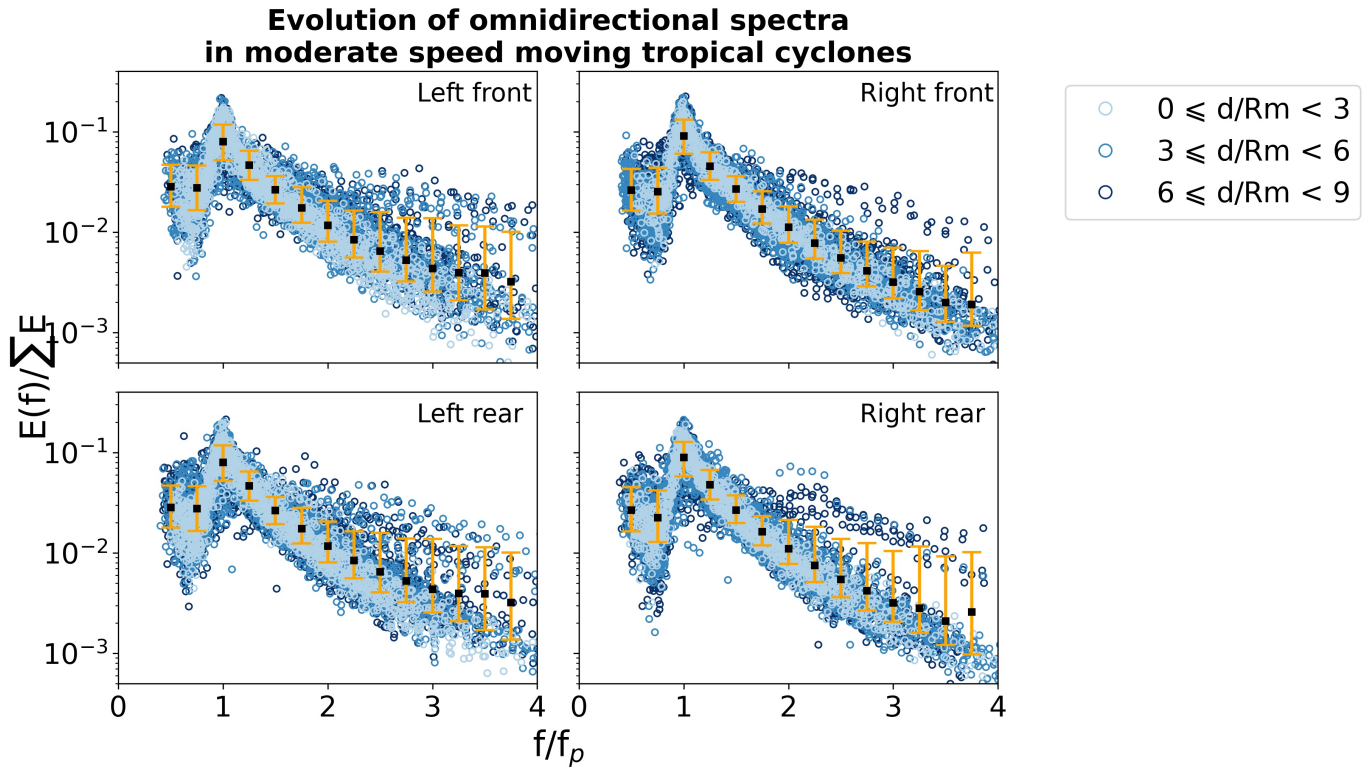 Evolution of omnidirectional spectra
in moderate speed moving tropical cyclones
Left front
Right front
0 ⩽ d/Rm < 3
3 ⩽ d/Rm < 6
6 ⩽ d/Rm < 9
10⁻¹
10⁻²
10⁻³
E(f)/∑E
Left rear
Right rear
10⁻¹
10⁻²
10⁻³
0 1 2 3 4 0 1 2 3 4
f/fₚ